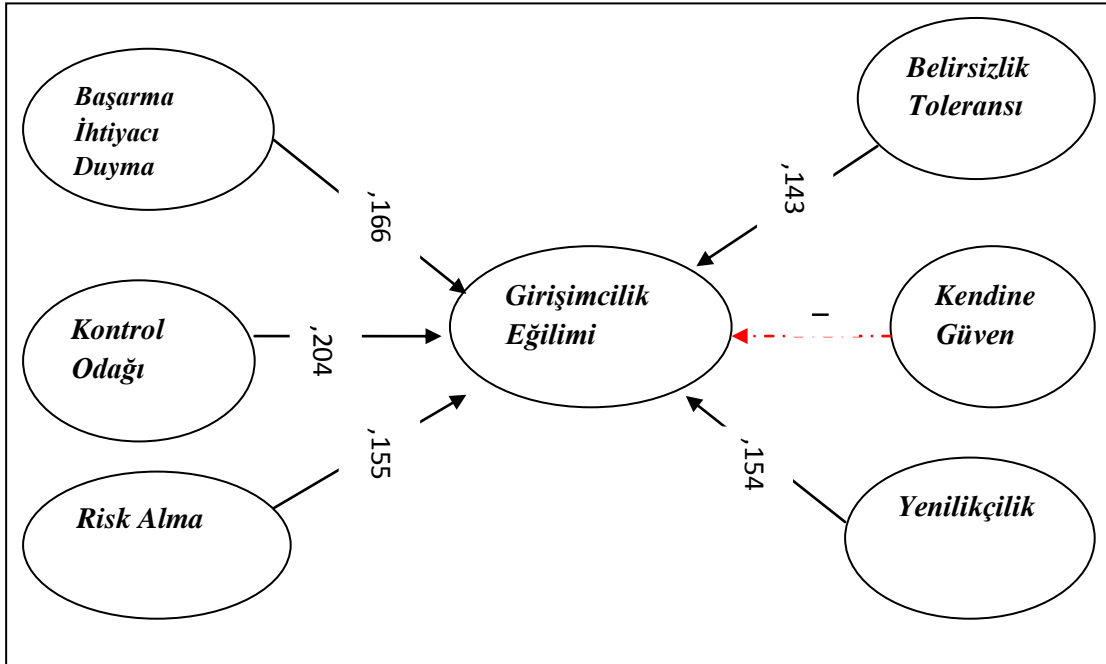 Başarma
İhtiyacı
Duyma
,166
Kontrol
Odağı
,204
Risk Alma
,155
Girişimcilik
Eğilimi
Belirsizlik
Toleransı
,143
Kendine
Güven
–
Yenilikçilik
,154